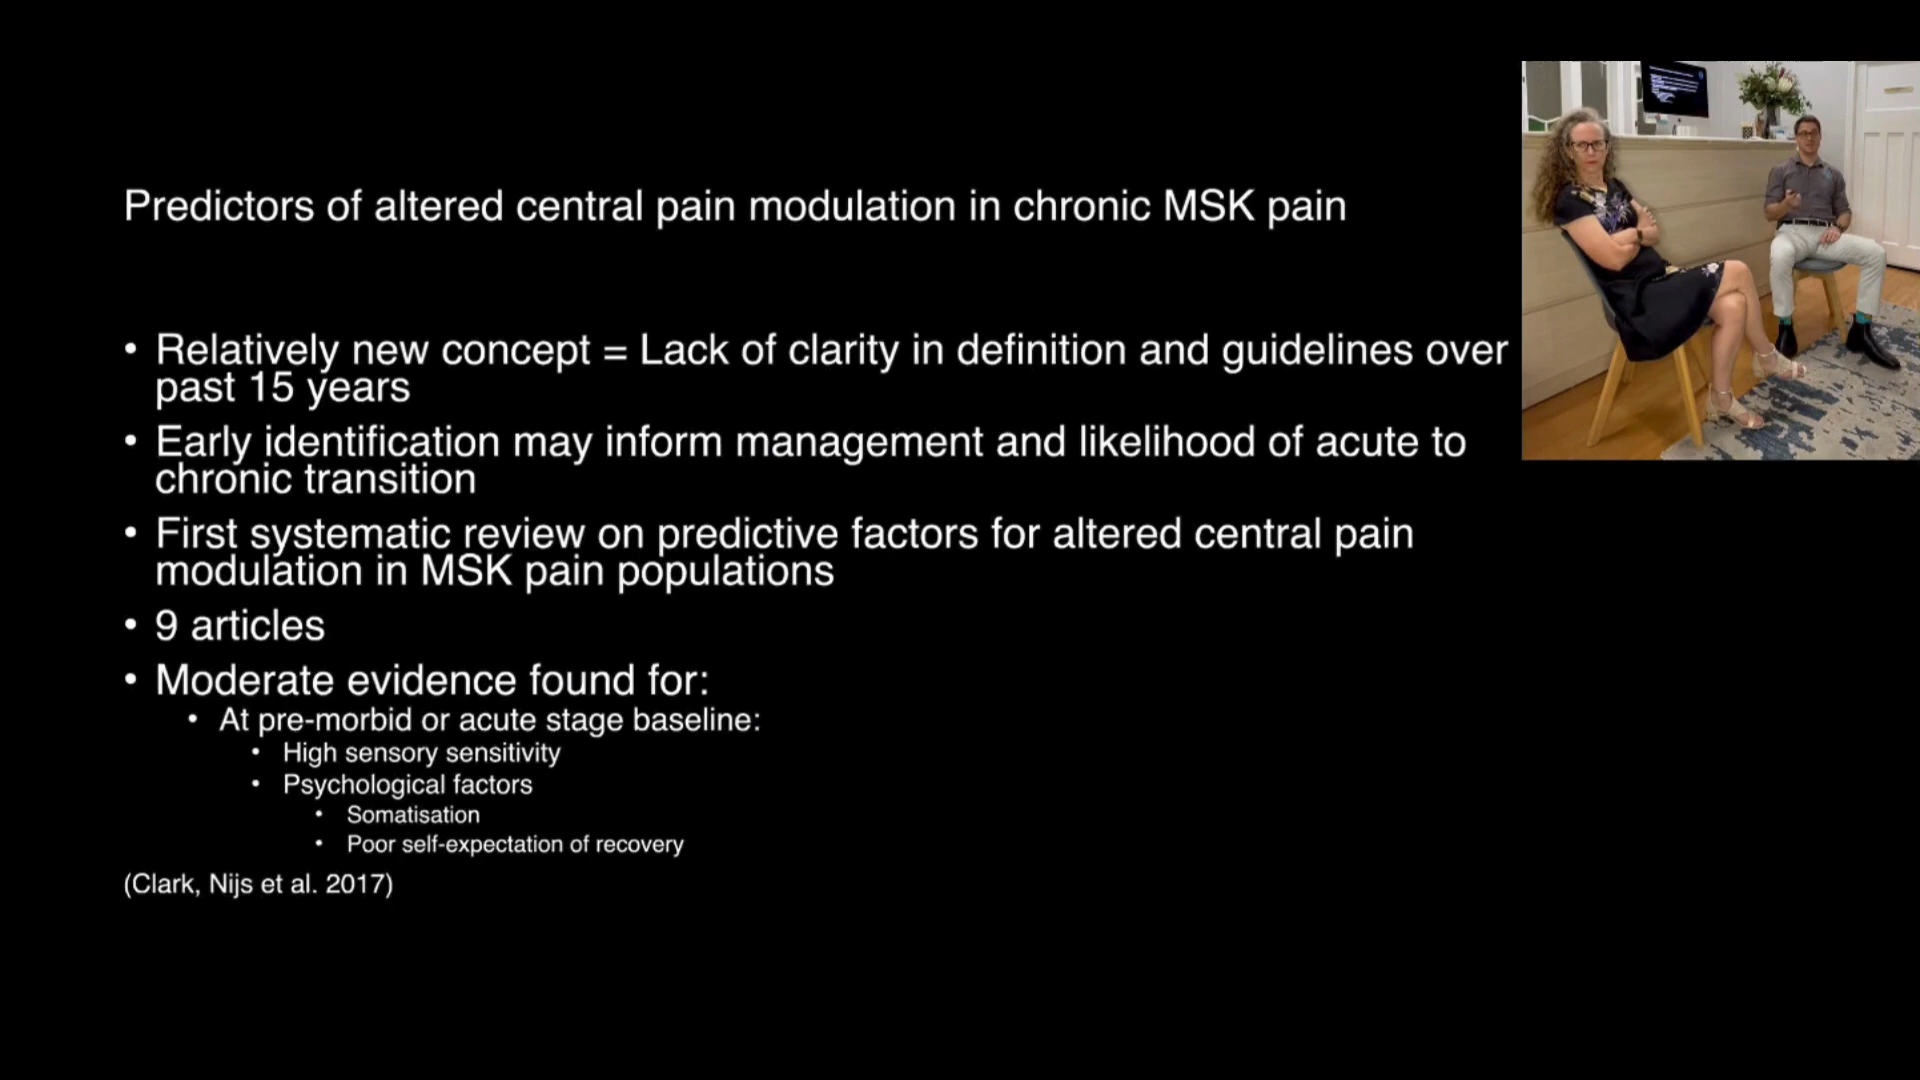 Predictors of altered central pain modulation in chronic MSK pain
• Relatively new concept = Lack of clarity in definition and guidelines over
past 15 years
• Early identification may inform management and likelihood of acute to
chronic transition
• First systematic review on predictive factors for altered central pain
modulation in MSK pain populations
• 9 articles
• Moderate evidence found for:
• At pre-morbid or acute stage baseline:
• High sensory sensitivity
• Psychological factors
• Somatisation
• Poor self-expectation of recovery
(Clark, Nijs et al. 2017)